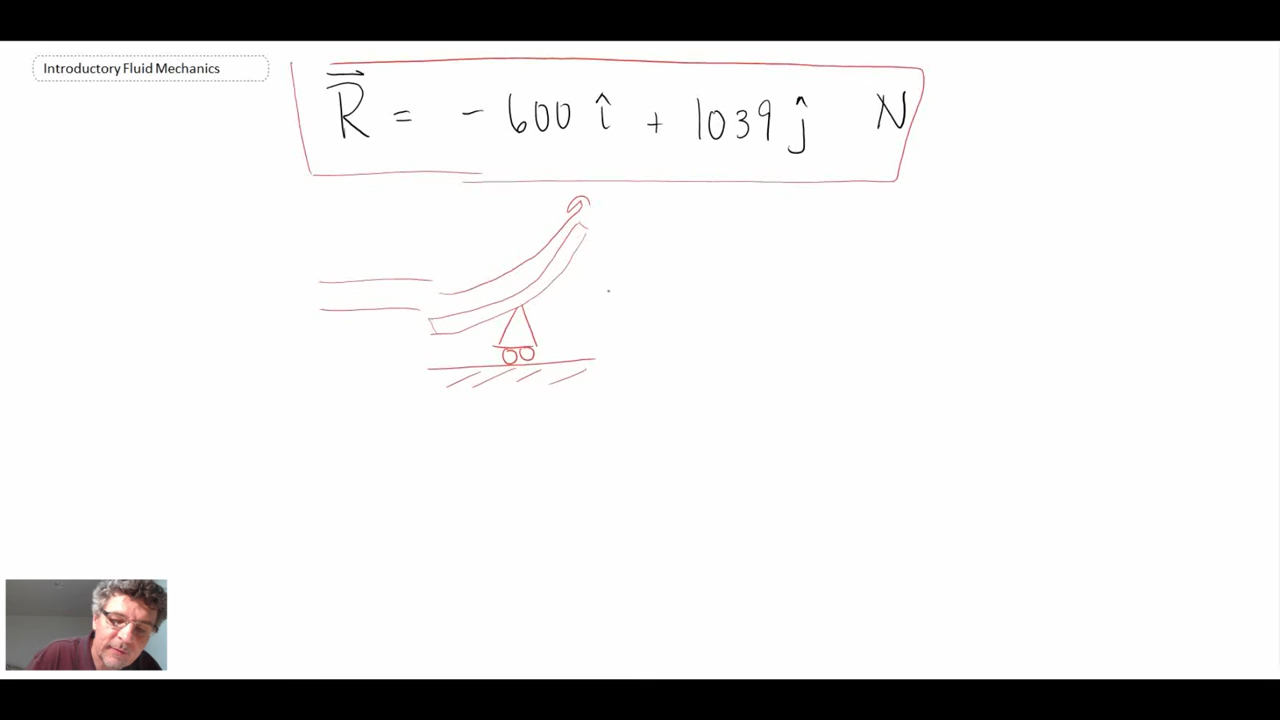 Introductory Fluid Mechanics
R⃗ = - 600 î + 1039 ĵ N